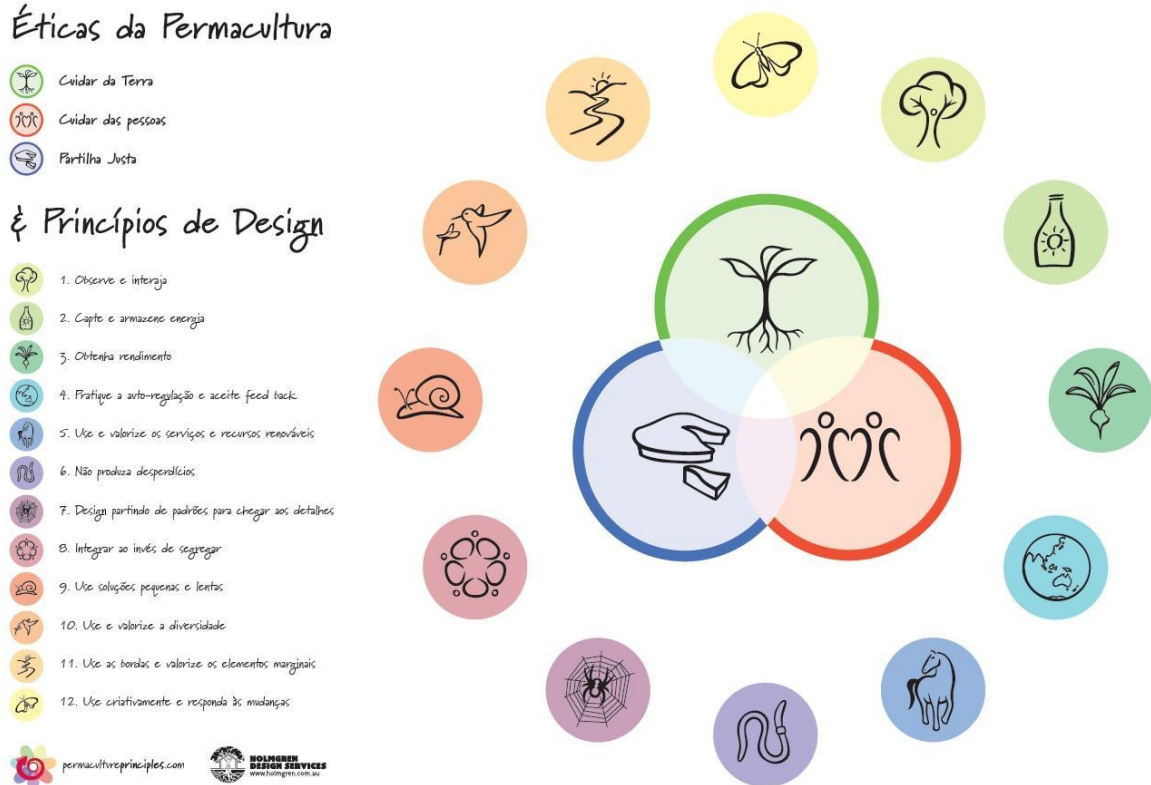 Éticas da Permacultura
Cuidar da Terra
Cuidar das pessoas
Partilha Justa
& Princípios de Design
1. Observe e interaja
2. Capte e armazene energia
3. Obtenha rendimento
4. Pratique a auto-regulação e aceite feed back
5. Use e valorize os serviços e recursos renováveis
6. Não produza desperdícios
7. Design partindo de padrões para chegar aos detalhes
8. Integrar ao invés de segregar
9. Use soluções pequenas e lentas
10. Use e valorize a diversidade
11. Use as bordas e valorize os elementos marginais
12. Use criativamente e responda às mudanças
permacultureprinciples.com
HOLMGREN
DESIGN SERVICES
www.holmgren.com.au